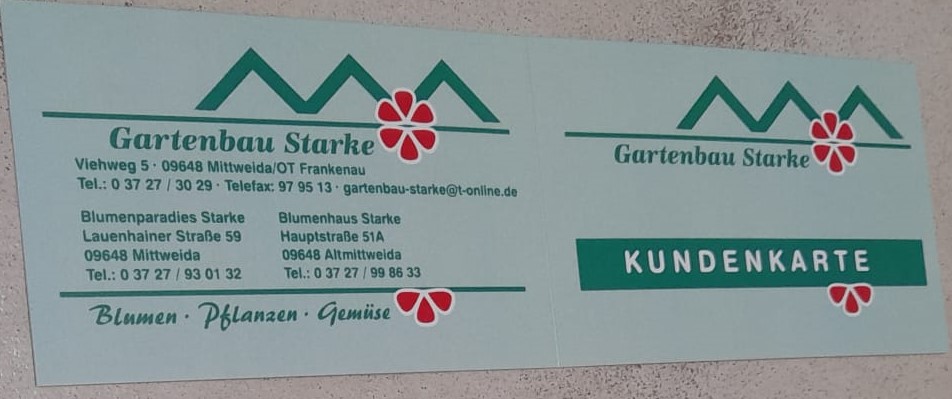 Gartenbau Starke
Viehweg 5 · 09648 Mittweida/OT Frankenau
Tel.: 0 37 27 / 30 29 · Telefax: 97 95 13 · gartenbau-starke@t-online.de
Blumenparadies Starke
Lauenhainer Straße 59
09648 Mittweida
Tel.: 0 37 27 / 93 01 32
Blumenhaus Starke
Hauptstraße 51A
09648 Altmittweida
Tel.: 0 37 27 / 99 86 33
Blumen · Pflanzen · Gemüse
Gartenbau Starke
KUNDENKARTE